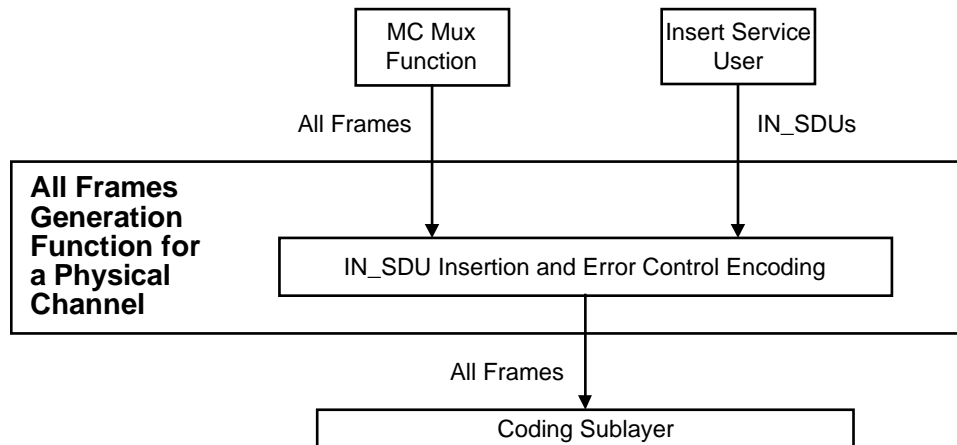 MC Mux
Function
Insert Service
User
All Frames
IN_SDUs
All Frames
Generation
Function for
a Physical
Channel
IN_SDU Insertion and Error Control Encoding
All Frames
Coding Sublayer